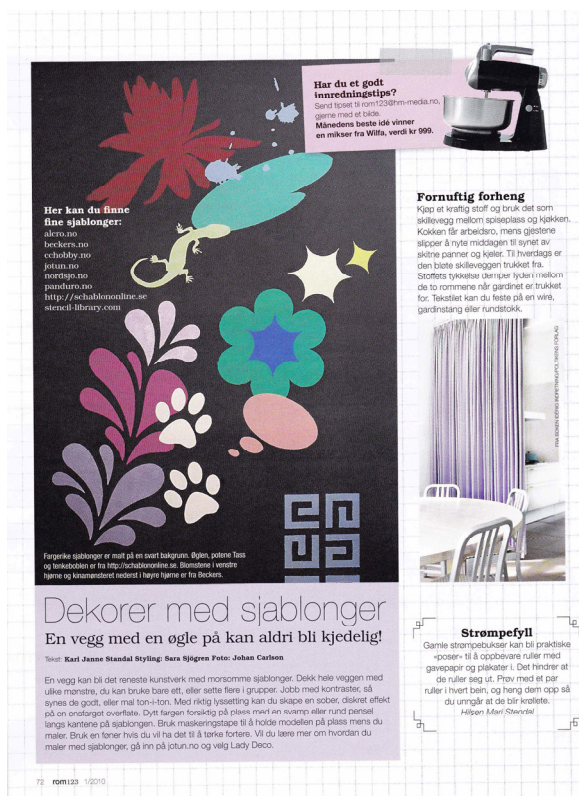 Har du et godt
innredningstips?
Send tipset til rom123@hm-media.no,
gjerne med et bilde.
Månedens beste idé vinner
en mikser fra Wilfa, verdi kr 999.
Her kan du finne
fine sjablonger:
alcro.no
beckers.no
cchobby.no
jotun.no
nordsjo.no
panduro.no
http://schablononline.se
stencil-library.com
Fargerike sjablonger er malt på en svart bakgrunn. Øglen, potene Tass
og tenkeboblen er fra http://schablononline.se. Blomstene i venstre
hjørne og kinamønsteret nederst i høyre hjørne er fra Beckers.
Fornuftig forheng
Kjøp et kraftig stoff og bruk det som
skillevegg mellom spiseplass og kjøkken.
Kokken får arbeidsro, mens gjestene
slipper å nyte middagen til synet av
skitne panner og kjeler. Til hverdags er
den bløte skilleveggen trukket fra.
Stoffets tykkelse demper lyden mellom
de to rommene når gardinet er trukket
for. Tekstilet kan du feste på en wire,
gardinstang eller rundstokk.
FRA BOKEN IDERIG INDRETNING/POLITIKENS FORLAG
Dekorer med sjablonger
En vegg med en øgle på kan aldri bli kjedelig!
Tekst: Kari Janne Standal Styling: Sara Sjögren Foto: Johan Carlson
En vegg kan bli det reneste kunstverk med morsomme sjablonger. Dekk hele veggen med
ulike mønstre, du kan bruke bare ett, eller sette flere i grupper. Jobb med kontraster, så
synes de godt, eller mal ton-i-ton. Med riktig lyssetting kan du skape en sober, diskret effekt
på en ensfarget overflate. Dytt fargen forsiktig på plass med en svamp eller rund pensel
langs kantene på sjablongen. Bruk maskeringstape til å holde modellen på plass mens du
maler. Bruk en føner hvis du vil ha det til å tørke fortere. Vil du lære mer om hvordan du
maler med sjablonger, gå inn på jotun.no og velg Lady Deco.
Strømpefyll
Gamle strømpebukser kan bli praktiske
«poser» til å oppbevare ruller med
gavepapir og plakater i. Det hindrer at
de ruller seg ut. Prøv med et par
ruller i hvert bein, og heng dem opp så
du unngår at de blir krøllete.
Hilsen Mari Stendal
72 rom123 1/2010